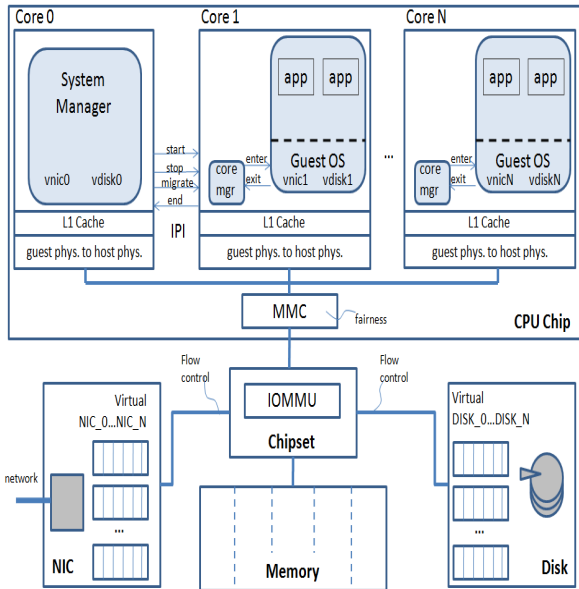 Core 0
Core 1
Core N
System
Manager
vnic0 vdisk0
L1 Cache
guest phys. to host phys.
start
stop
migrate
end
IPI
app app
core
mgr
enter
exit
Guest OS
vnic1 vdisk1
L1 Cache
guest phys. to host phys.
...
app app
core
mgr
enter
exit
Guest OS
vnicN vdiskN
L1 Cache
guest phys. to host phys.
MMC
fairness
CPU Chip
Flow
control
Flow
control
IOMMU
Chipset
Virtual
NIC_0...NIC_N
network
...
NIC
Memory
Virtual
DISK_0...DISK_N
...
Disk